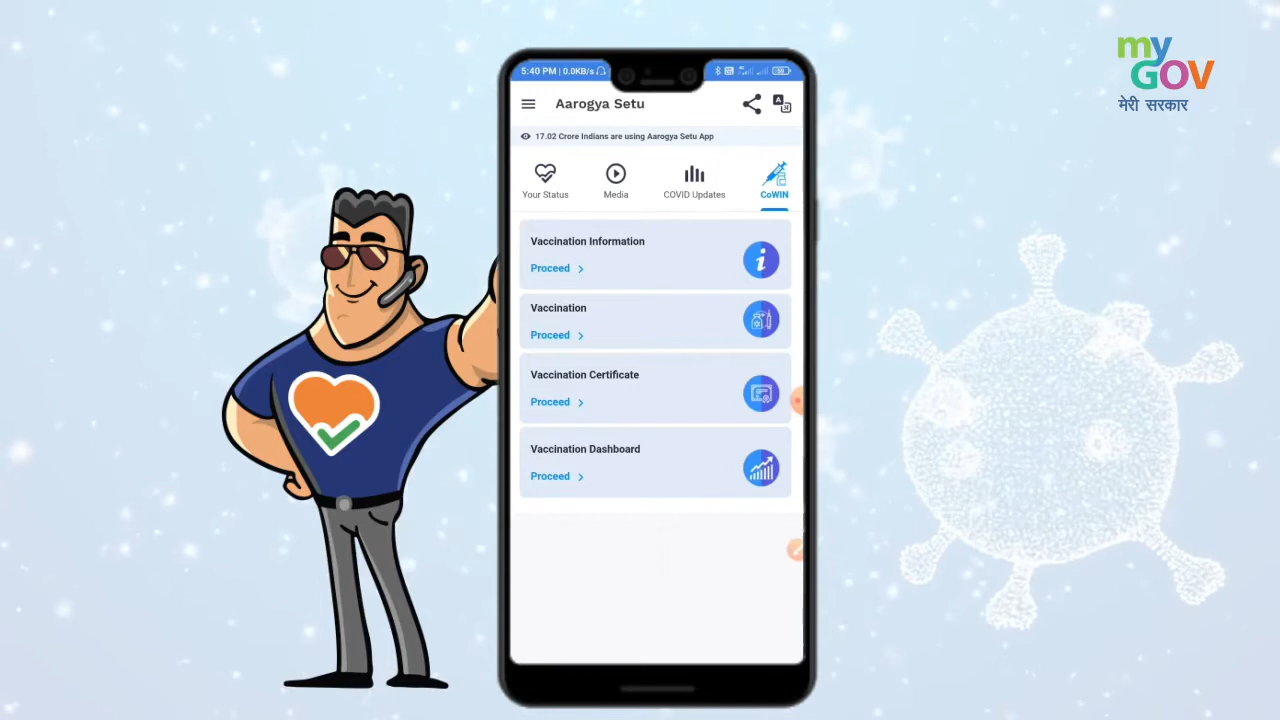 my
GOV
मेरी सरकार
5:40 PM | 0.0KB/s
Aarogya Setu
17.02 Crore Indians are using Aarogya Setu App
Your Status
Media
COVID Updates
CoWIN
Vaccination Information
Proceed
Vaccination
Proceed
Vaccination Certificate
Proceed
Vaccination Dashboard
Proceed